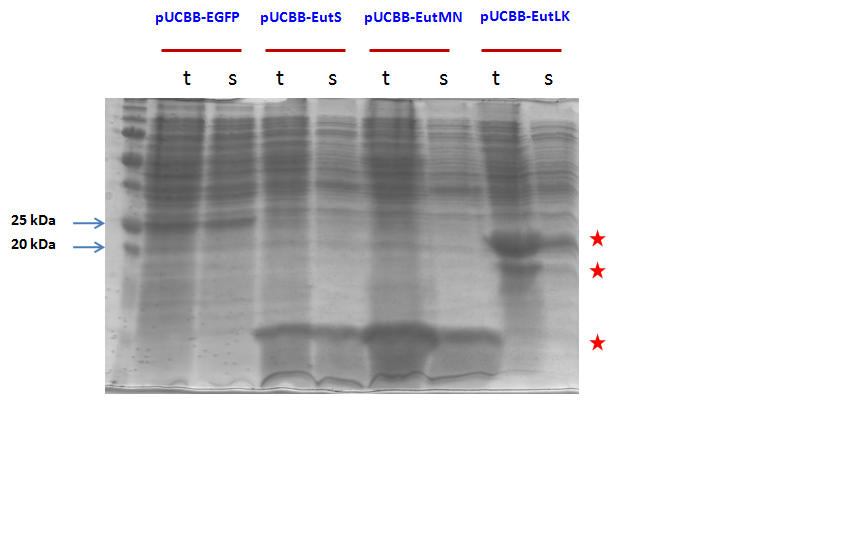 pUCBB-EGFP pUCBB-EutS pUCBB-EutMN pUCBB-EutLK
t s t s t s t s
25 kDa
20 kDa